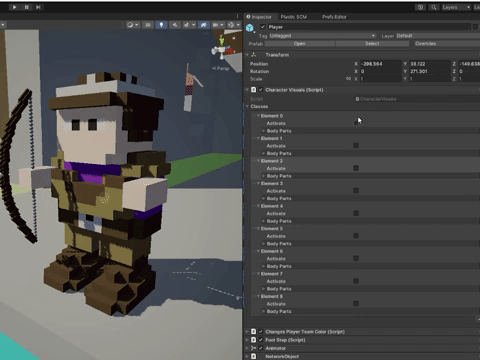 Inspector Plastic SCM Prefs Editor
Layers
Player
Tag Untagged Layer Default
Prefab Open Select Overrides
Transform
Position X -298.564 Y 38.122 Z -149.638
Rotation X 0 Y 271.301 Z 0
Scale X 1 Y 1 Z 1
Character Visuals (Script)
Script CharacterVisuals
Classes
Element 0
Activate
Body Parts
Element 1
Activate
Body Parts
Element 2
Activate
Body Parts
Element 3
Activate
Body Parts
Element 4
Activate
Body Parts
Element 5
Activate
Body Parts
Element 6
Activate
Body Parts
Element 7
Activate
Body Parts
Element 8
Activate
Body Parts
Changes Player Team Color (Script)
Foot Step (Script)
Animator
NetworkObject
Persp